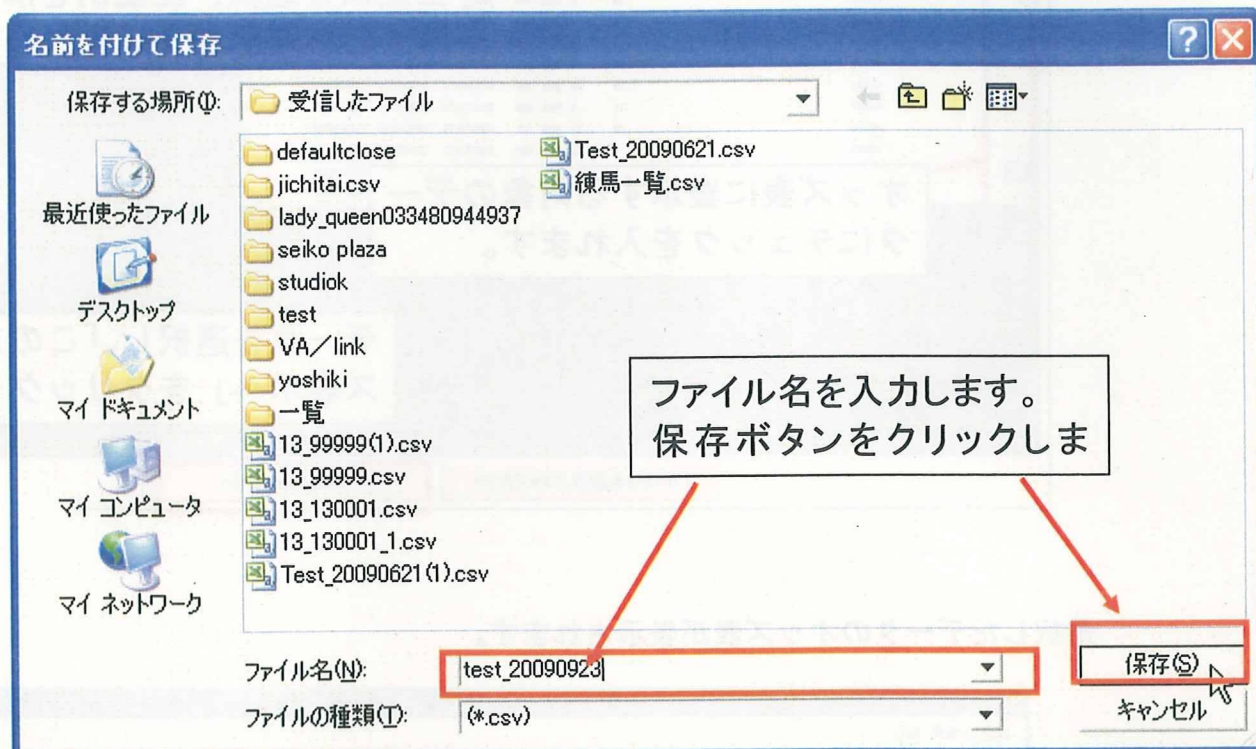 名前を付けて保存
保存する場所(I):
受信したファイル
最近使ったファイル
デスクトップ
マイ ドキュメント
マイ コンピュータ
マイ ネットワーク
defaultclose
jichitai.csv
lady_queen033480944937
seiko plaza
studiok
test
VA／link
yoshiki
一覧
13_99999(1).csv
13_99999.csv
13_130001.csv
13_130001_1.csv
Test_20090621(1).csv
Test_20090621.csv
練馬一覧.csv
ファイル名を入力します。
保存ボタンをクリックしま
ファイル名(N):
test_20090923
保存(S)
ファイルの種類(T):
(*.csv)
キャンセル